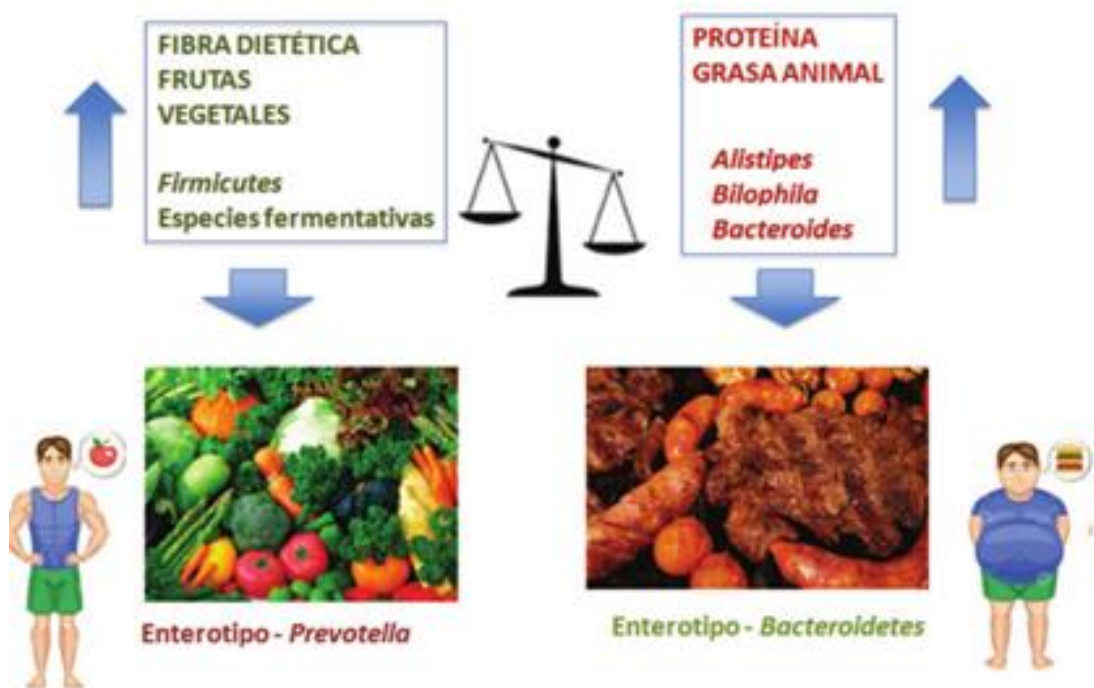 FIBRA DIETÉTICA
FRUTAS
VEGETALES
Firmicutes
Especies fermentativas
PROTEÍNA
GRASA ANIMAL
Alistipes
Bilophila
Bacteroides
Enterotipo - Prevotella
Enterotipo - Bacteroidetes